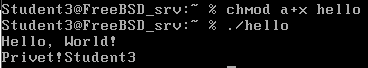 Student3@FreeBSD_srv:~ % chmod a+x hello
Student3@FreeBSD_srv:~ % ./hello
Hello, World!
Privet!Student3